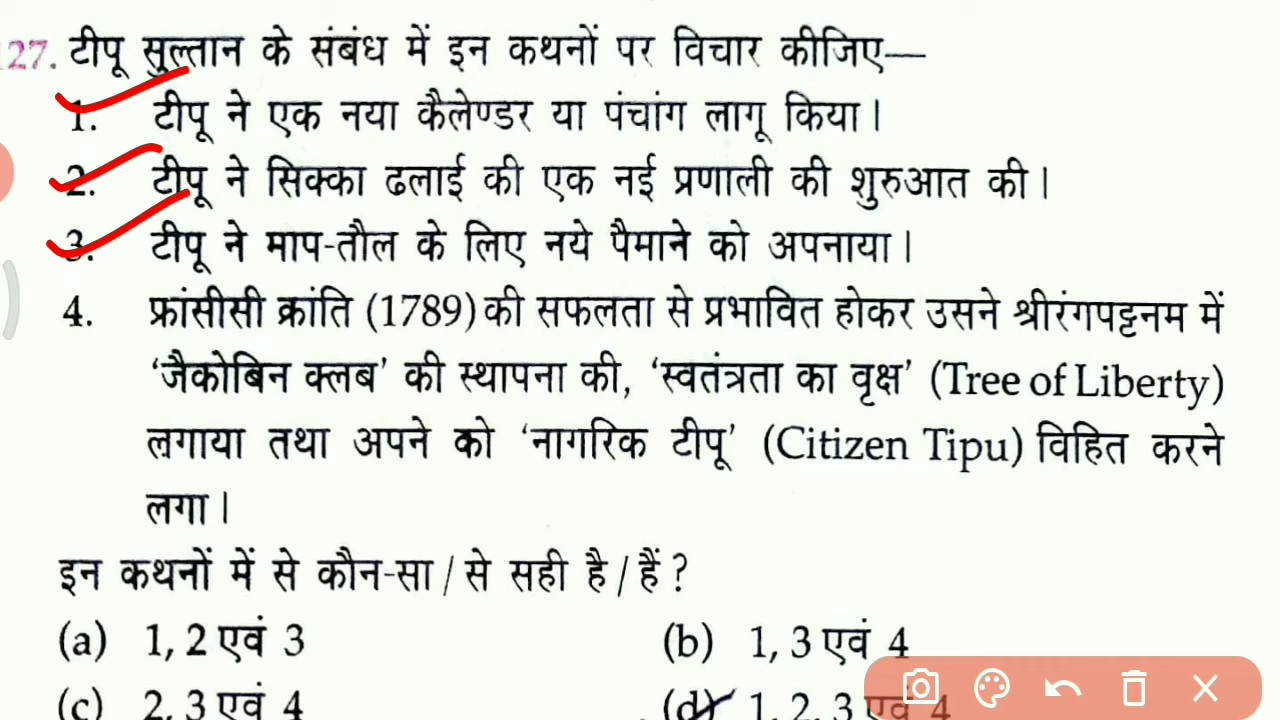 127. टीपू सुल्तान के संबंध में इन कथनों पर विचार कीजिए—
1. टीपू ने एक नया कैलेण्डर या पंचांग लागू किया।
2. टीपू ने सिक्का ढलाई की एक नई प्रणाली की शुरुआत की।
3. टीपू ने माप-तौल के लिए नये पैमाने को अपनाया।
4. फ्रांसीसी क्रांति (1789) की सफलता से प्रभावित होकर उसने श्रीरंगपट्टनम में
'जैकोबिन क्लब' की स्थापना की, 'स्वतंत्रता का वृक्ष' (Tree of Liberty)
लगाया तथा अपने को 'नागरिक टीपू' (Citizen Tipu) विहित करने
लगा।
इन कथनों में से कौन-सा / से सही है / हैं ?
(a) 1, 2 एवं 3 (b) 1, 3 एवं 4
(c) 2, 3 एवं 4 (d) 1, 2, 3 एवं 4